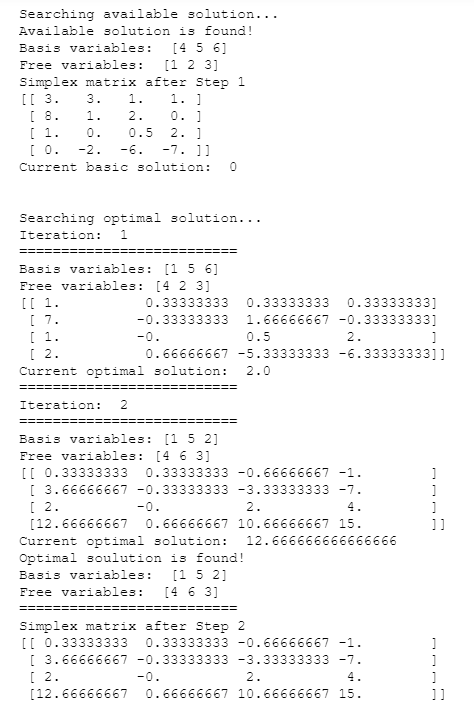 Searching available solution...
Available solution is found!
Basis variables:  [4 5 6]
Free variables:  [1 2 3]
Simplex matrix after Step 1
[[ 3.   3.   1.   1. ]
 [ 8.   1.   2.   0. ]
 [ 1.   0.   0.5  2. ]
 [ 0.  -2.  -6.  -7. ]]
Current basic solution:  0
Searching optimal solution...
Iteration:  1
===========================
Basis variables: [1 5 6]
Free variables: [4 2 3]
[[ 1.          0.33333333  0.33333333  0.33333333]
 [ 7.         -0.33333333  1.66666667 -0.33333333]
 [ 1.         -0.          0.5         2.        ]
 [ 2.          0.66666667 -5.33333333 -6.33333333]]
Current optimal solution:  2.0
===========================
Iteration:  2
===========================
Basis variables: [1 5 2]
Free variables: [4 6 3]
[[ 0.33333333  0.33333333 -0.66666667 -1.        ]
 [ 3.66666667 -0.33333333 -3.33333333 -7.        ]
 [ 2.         -0.          2.          4.        ]
 [12.66666667  0.66666667 10.66666667 15.        ]]
Current optimal solution:  12.666666666666666
Optimal soulution is found!
Basis variables:  [1 5 2]
Free variables:  [4 6 3]
===========================
Simplex matrix after Step 2
[[ 0.33333333  0.33333333 -0.66666667 -1.        ]
 [ 3.66666667 -0.33333333 -3.33333333 -7.        ]
 [ 2.         -0.          2.          4.        ]
 [12.66666667  0.66666667 10.66666667 15.        ]]